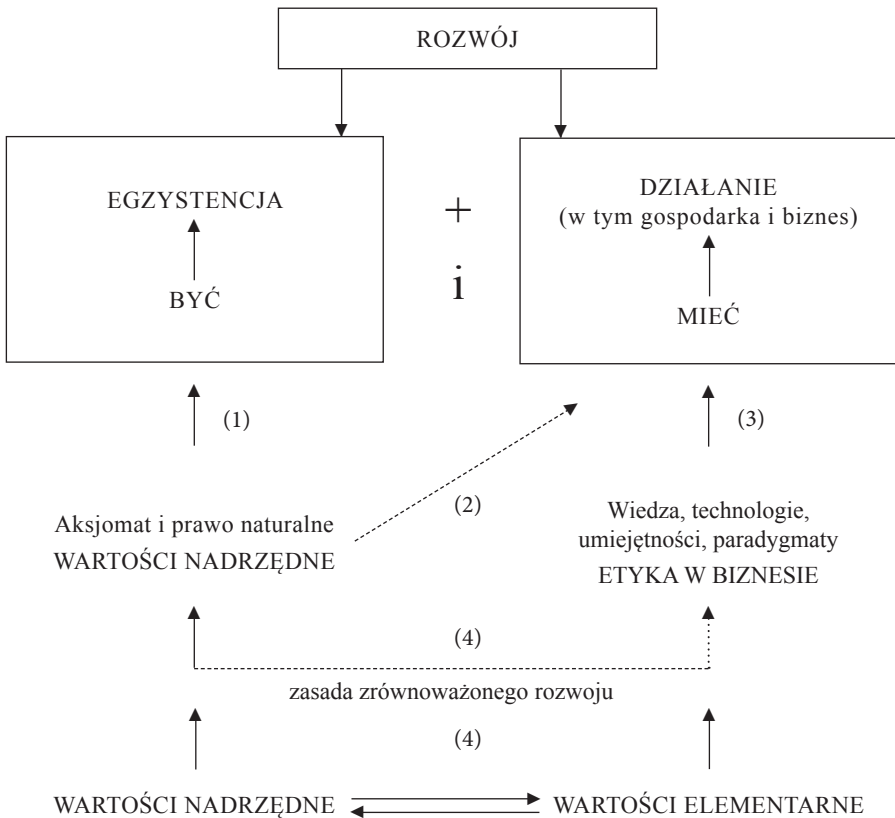 ROZWÓJ
EGZYSTENCJA
BYĆ
+
i
DZIAŁANIE
(w tym gospodarka i biznes)
MIEĆ
(1)
(3)
(2)
Aksjomat i prawo naturalne
WARTOŚCI NADRZĘDNE
Wiedza, technologie,
umiejętności, paradygmaty
ETYKA W BIZNESIE
(4)
zasada zrównoważonego rozwoju
(4)
WARTOŚCI NADRZĘDNE
WARTOŚCI ELEMENTARNE